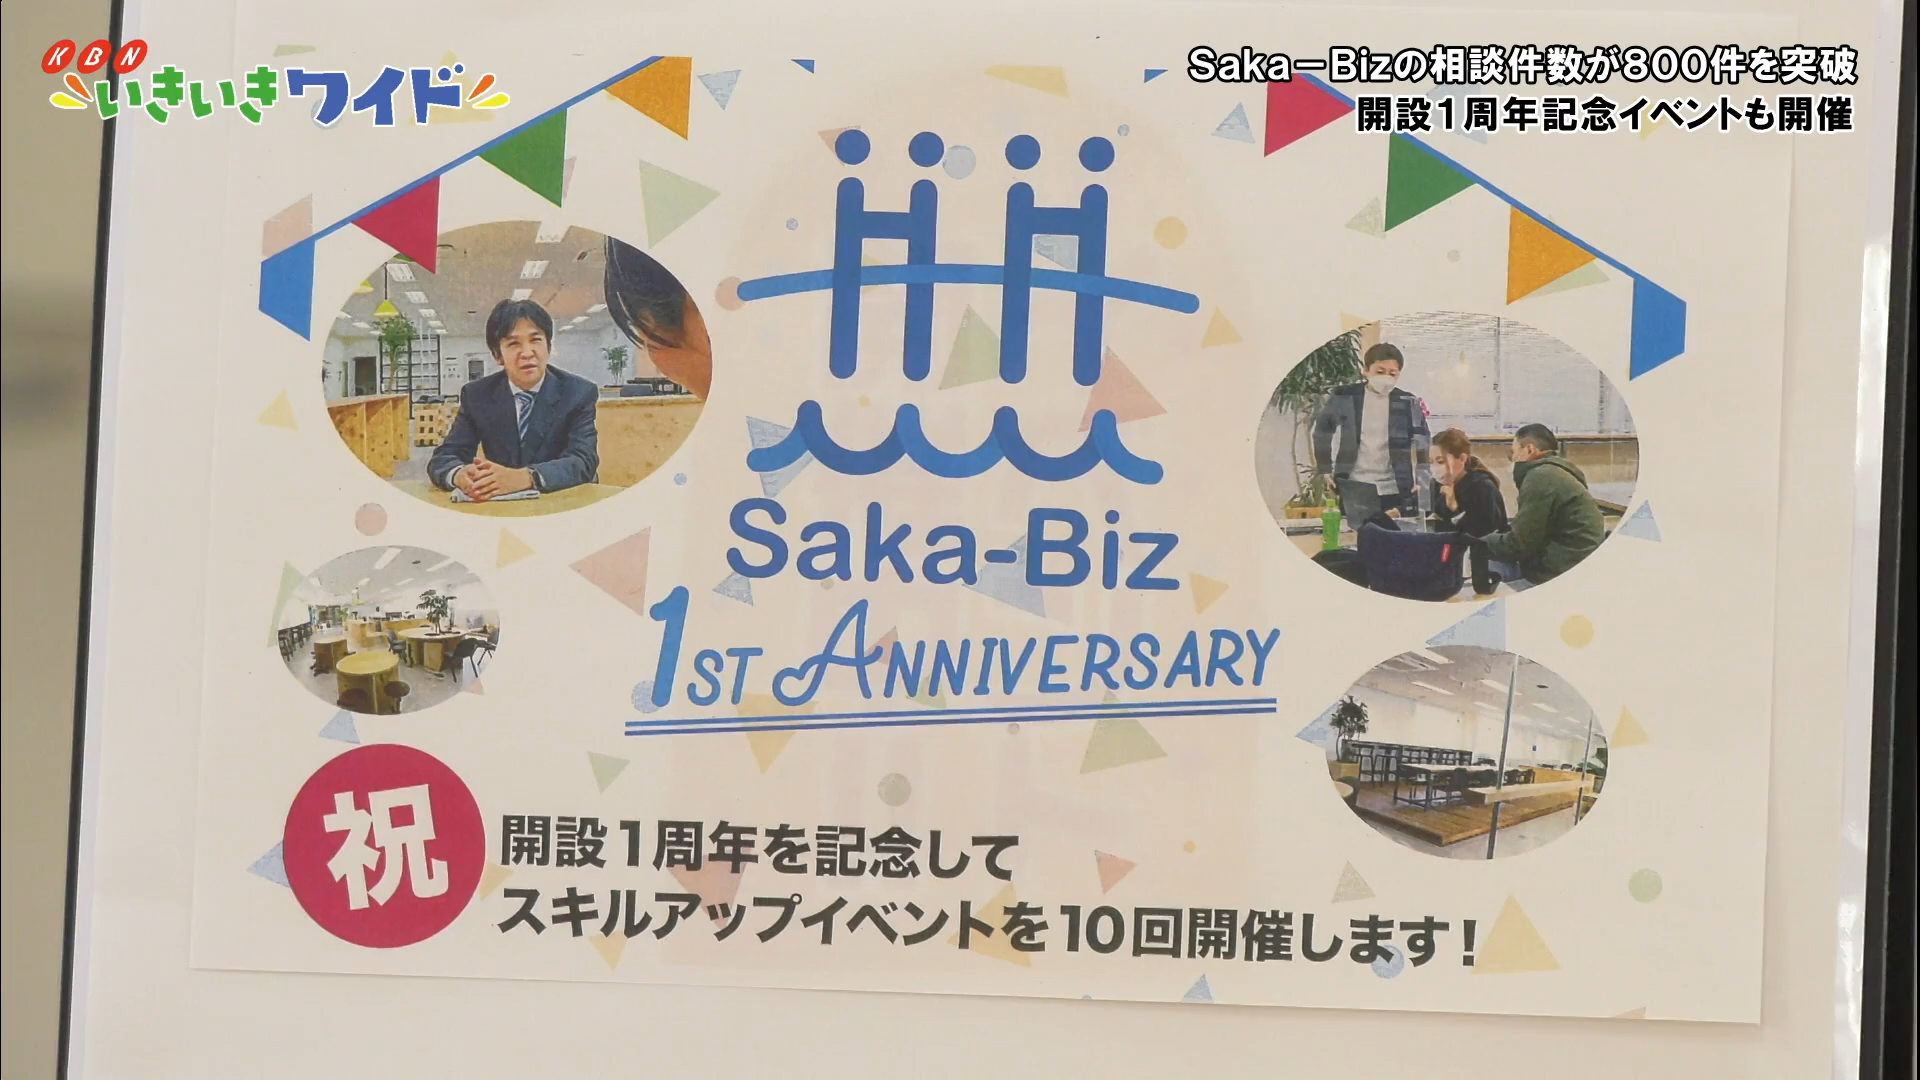 KBN
いきいきワイド
Saka－Bizの相談件数が800件を突破
開設1周年記念イベントも開催
Saka-Biz
1ST ANNIVERSARY
祝
開設1周年を記念して
スキルアップイベントを10回開催します!